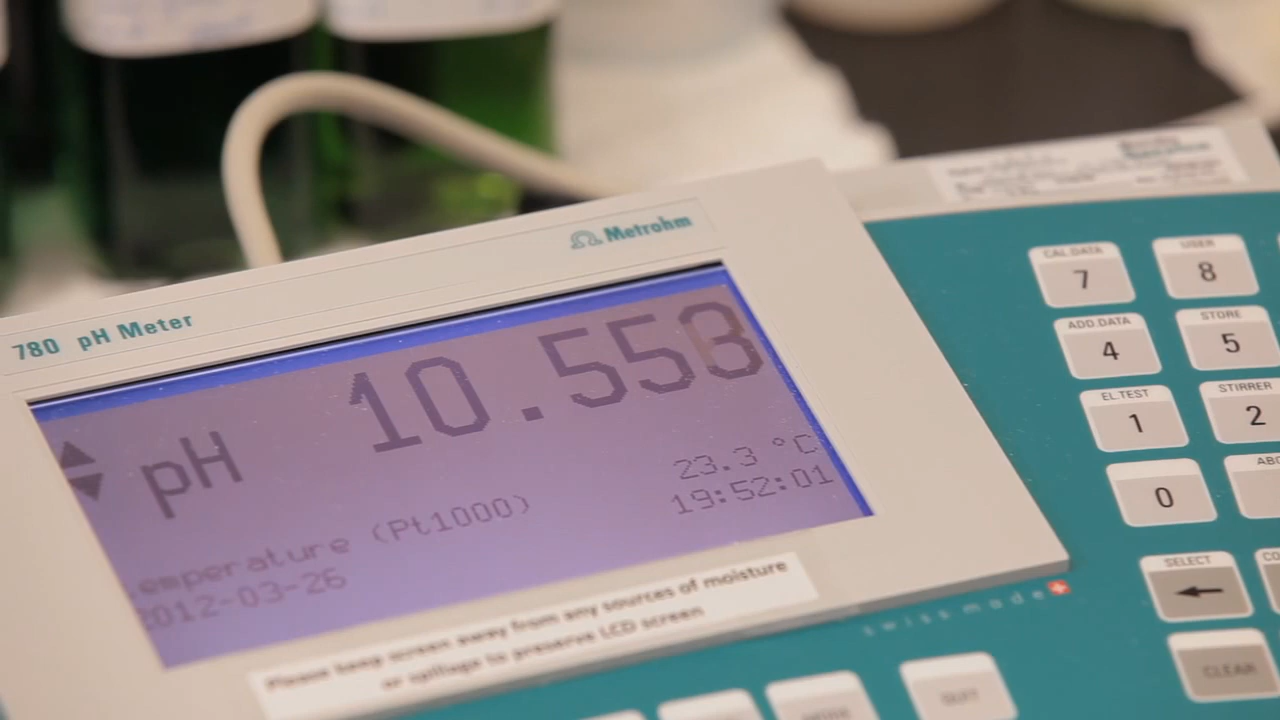 Metrohm
780 pH Meter
pH 10.558
23.3 °C
19:52:01
emperature (Pt1000)
2012-03-26
Please keep screen away from any sources of moisture
or spillage to preserve LCD screen
swiss made
CAL.DATA
7
USER
8
ADD.DATA
4
STORE
5
EL.TEST
1
STIRRER
2
0
ABC
SELECT
CLEAR
QUIT